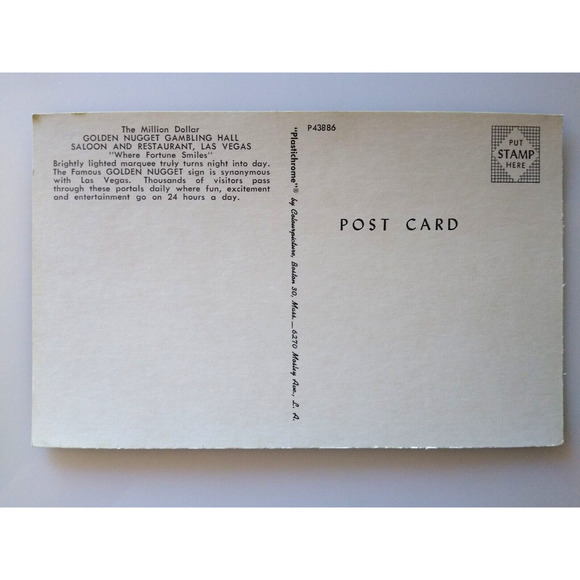 The Million Dollar
GOLDEN NUGGET GAMBLING HALL
SALOON AND RESTAURANT, LAS VEGAS
"Where Fortune Smiles"
Brightly lighted marquee truly turns night into day.
The Famous GOLDEN NUGGET sign is synonymous
with Las Vegas. Thousands of visitors pass
through these portals daily where fun, excitement
and entertainment go on 24 hours a day.
"Plastichrome"® by Colourpicture, Boston 30, Mass. _ 6270 Mosley Ave., L. A.
P43886
PUT
STAMP
HERE
POST CARD